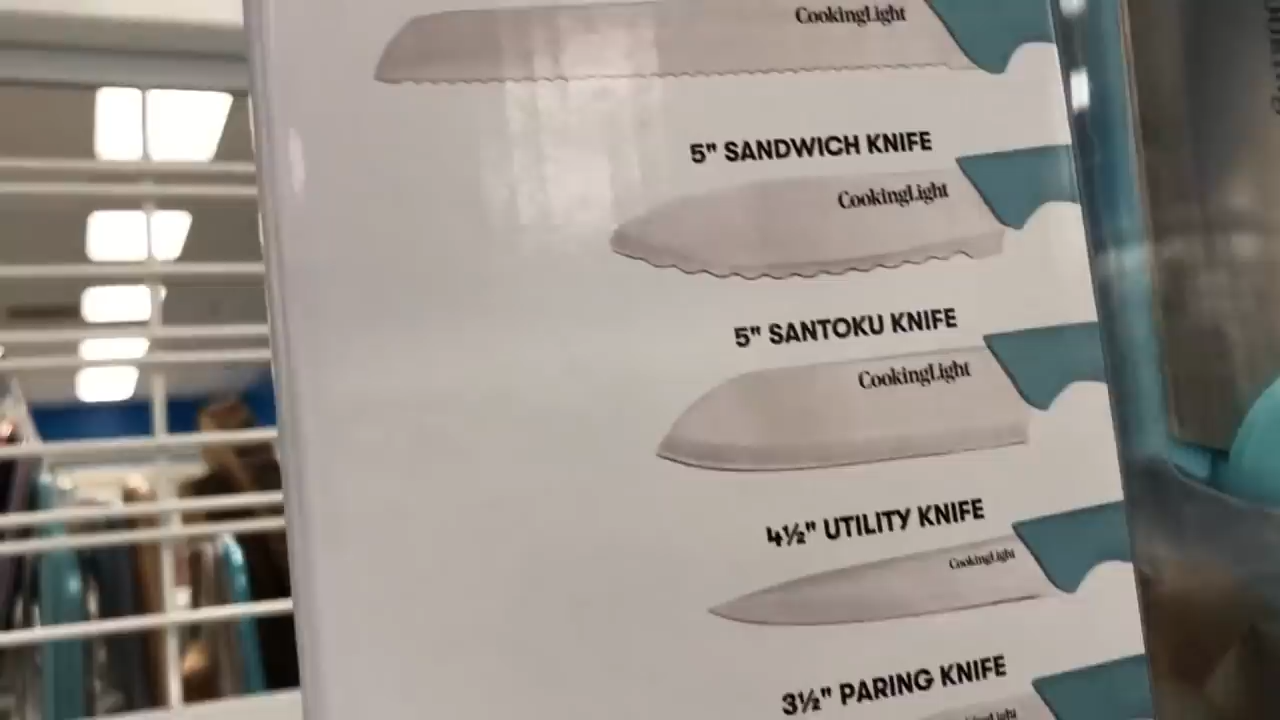 CookingLight
5" SANDWICH KNIFE
CookingLight
5" SANTOKU KNIFE
CookingLight
4½" UTILITY KNIFE
CookingLight
3½" PARING KNIFE